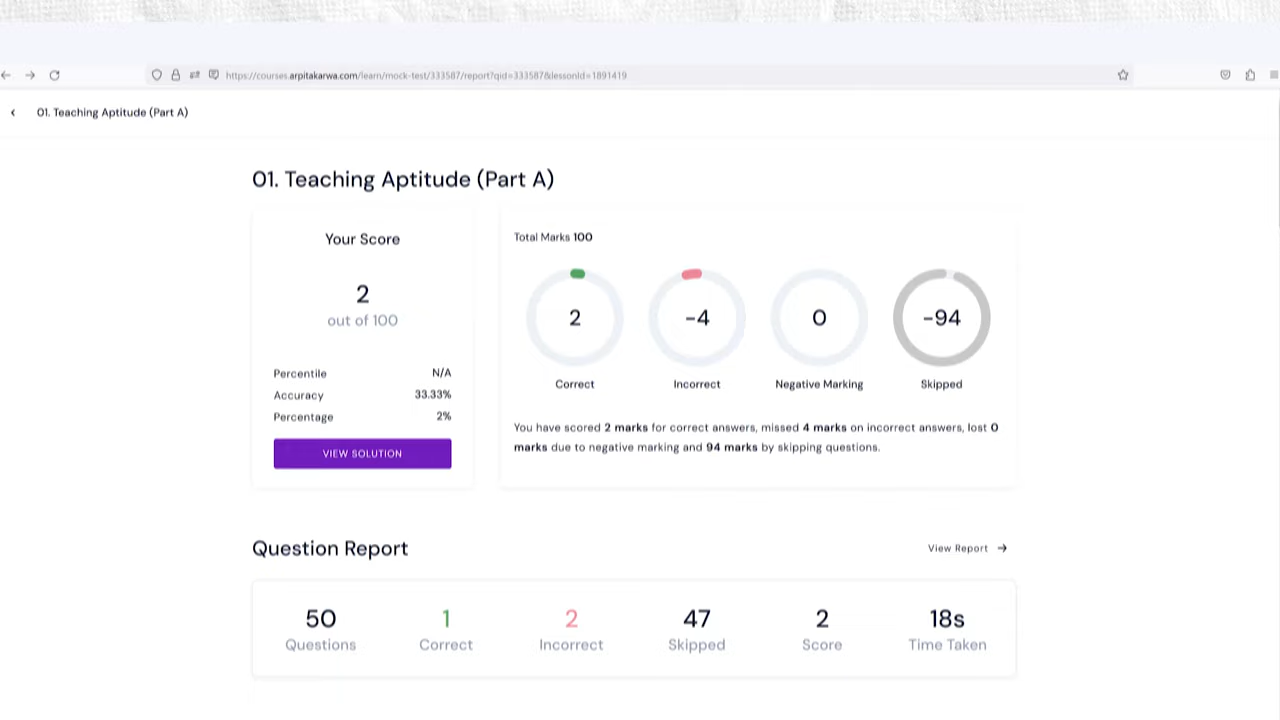 https://courses.arpitakarwa.com/learn/mock-test/333587/report?qid=333587&lessonId=1891419
01. Teaching Aptitude (Part A)
01. Teaching Aptitude (Part A)
Your Score
2
out of 100
Percentile N/A
Accuracy 33.33%
Percentage 2%
VIEW SOLUTION
Total Marks 100
2 -4 0 -94
Correct Incorrect Negative Marking Skipped
You have scored 2 marks for correct answers, missed 4 marks on incorrect answers, lost 0
marks due to negative marking and 94 marks by skipping questions.
Question Report
View Report →
50 1 2 47 2 18s
Questions Correct Incorrect Skipped Score Time Taken